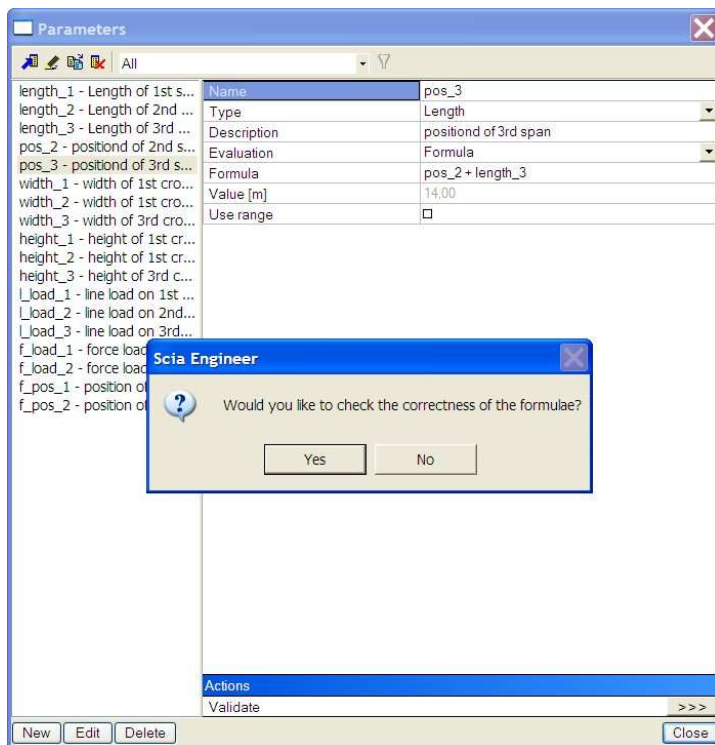 Parameters
All
length_1 - Length of 1st s...
length_2 - Length of 2nd ...
length_3 - Length of 3rd ...
pos_2 - positiond of 2nd s...
pos_3 - positiond of 3rd s...
width_1 - width of 1st cro...
width_2 - width of 1st cro...
width_3 - width of 3rd cro...
height_1 - height of 1st cr...
height_2 - height of 1st cr...
height_3 - height of 3rd c...
l_load_1 - line load on 1st ...
l_load_2 - line load on 2nd...
l_load_3 - line load on 3rd...
f_load_1 - force load
f_load_2 - force load
f_pos_1 - position of
f_pos_2 - position of
Name pos_3
Type Length
Description positiond of 3rd span
Evaluation Formula
Formula pos_2 + length_3
Value [m] 14,00
Use range
Scia Engineer
Would you like to check the correctness of the formulae?
Yes No
Actions
Validate >>>
New Edit Delete Close